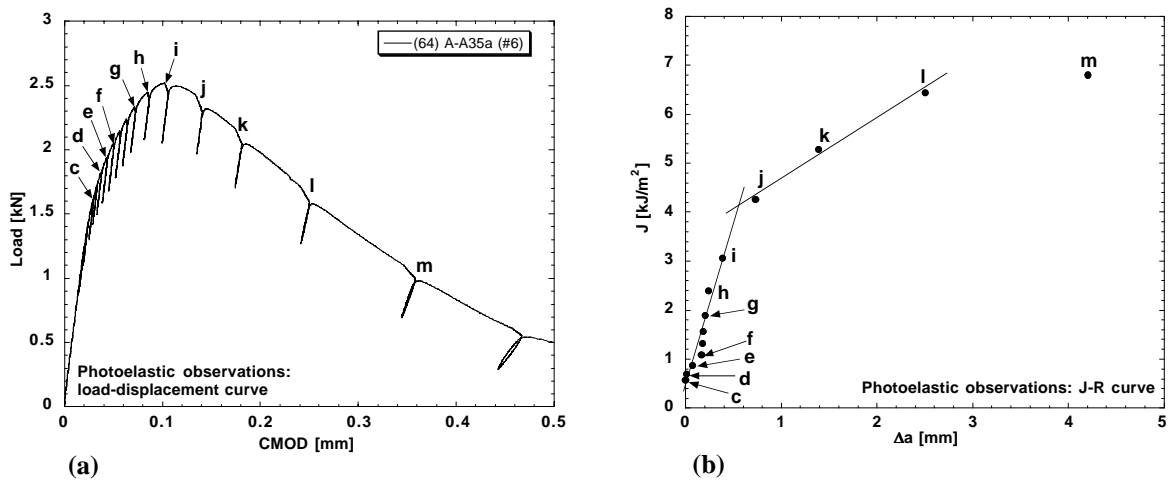 3
2.5
2
1.5
1
0.5
0
Load [kN]
(64) A-A35a (#6)
c
d
e
f
g
h
i
j
k
l
m
Photoelastic observations:
load-displacement curve
0
0.1
0.2
0.3
0.4
0.5
CMOD [mm]
(a)
8
7
6
5
4
3
2
1
0
J [kJ/m²]
m
l
k
j
i
h
g
f
e
d
c
Photoelastic observations: J-R curve
0
1
2
3
4
5
Δa [mm]
(b)